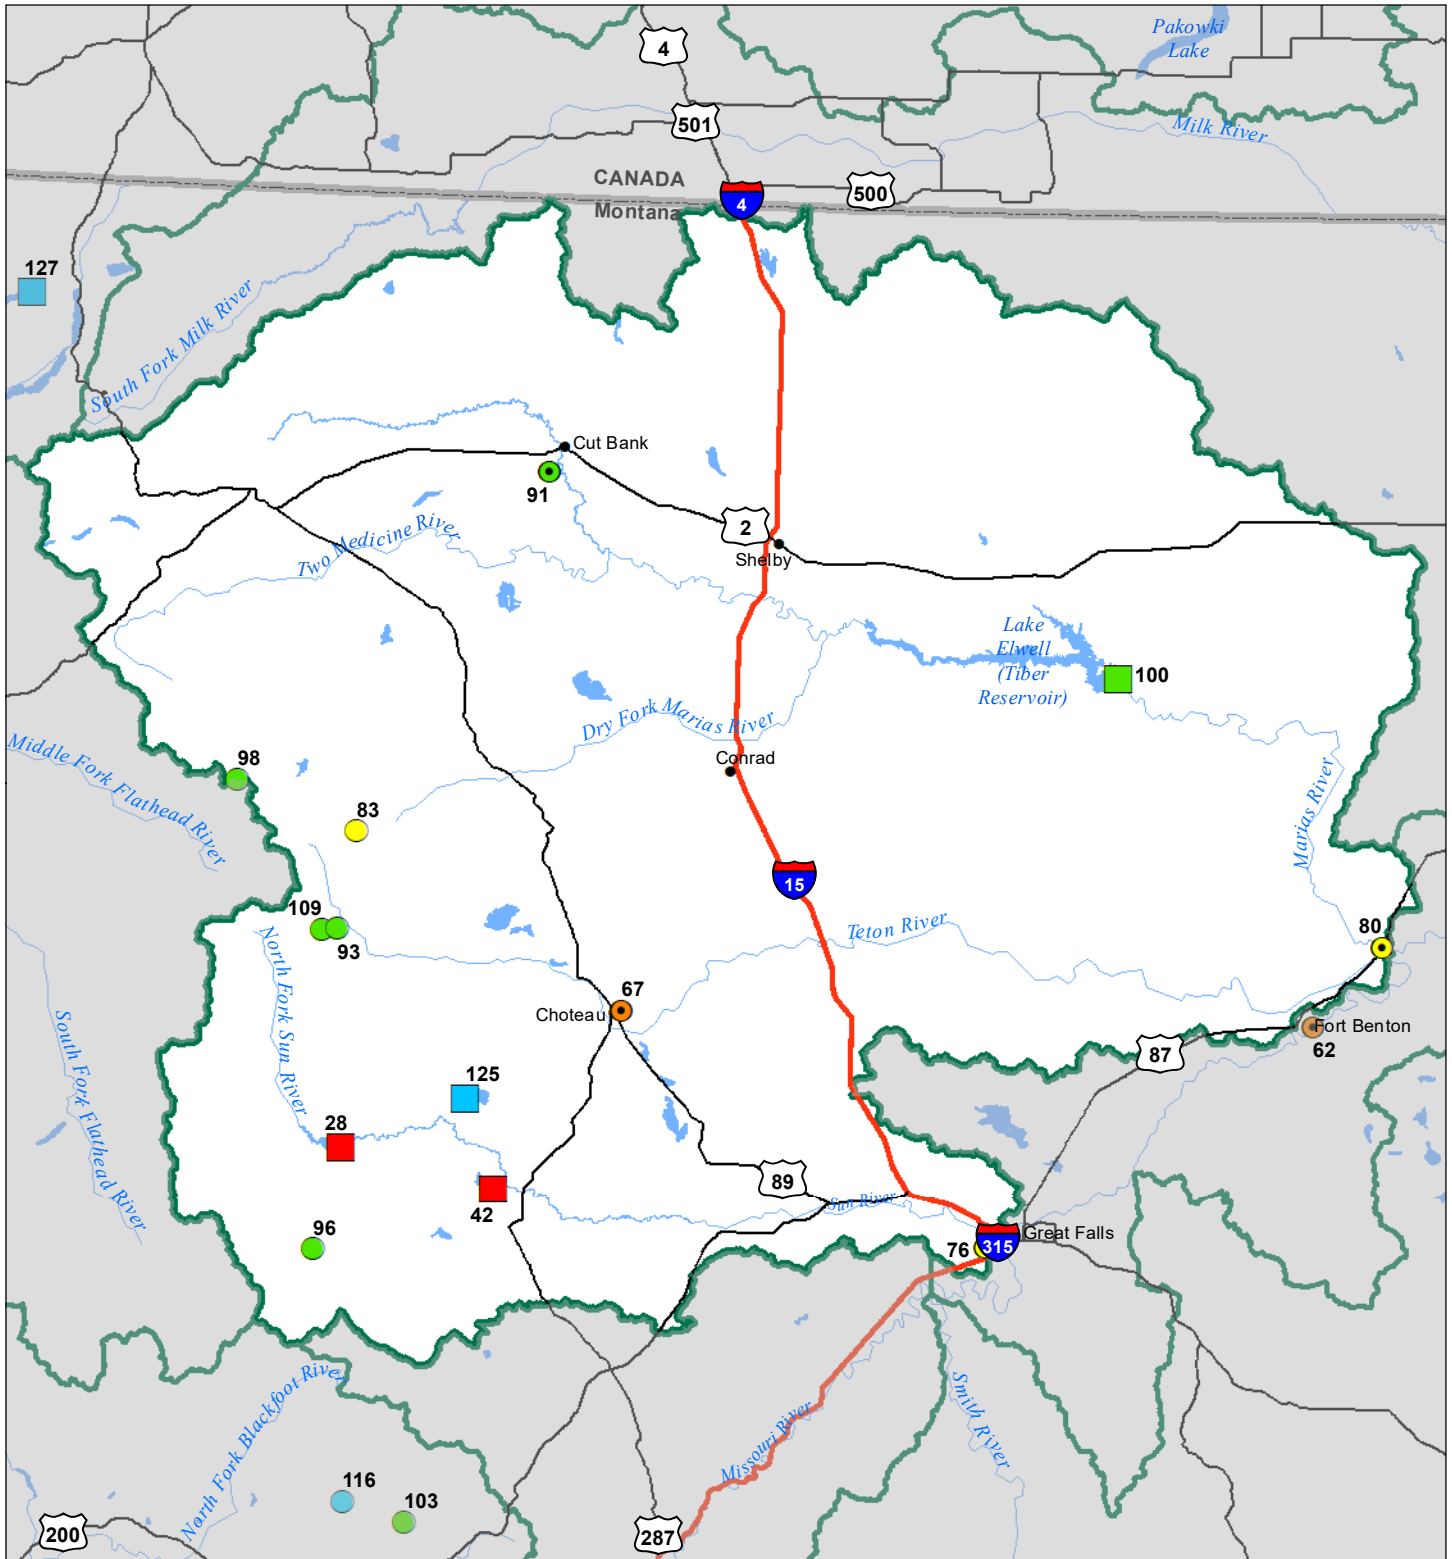 Pakowki
Lake
4
501
Milk River
CANADA
500
4
Montana
127
South Fork Milk River
Cut Bank
91
2
Two Medicine River
Shelby
Lake
Elwell
(Tiber
Reservoir)
100
Dry Fork Marias River
Middle Fork Flathead River
98
Conrad
Marias River
83
15
109
93
North Fork Sun River
Teton River
80
67
Choteau
South Fork Flathead River
Fort Benton
62
87
125
28
89
42
Sun River
96
76
315
Great Falls
North Fork Blackfoot River
Smith River
Missouri River
116
103
200
287